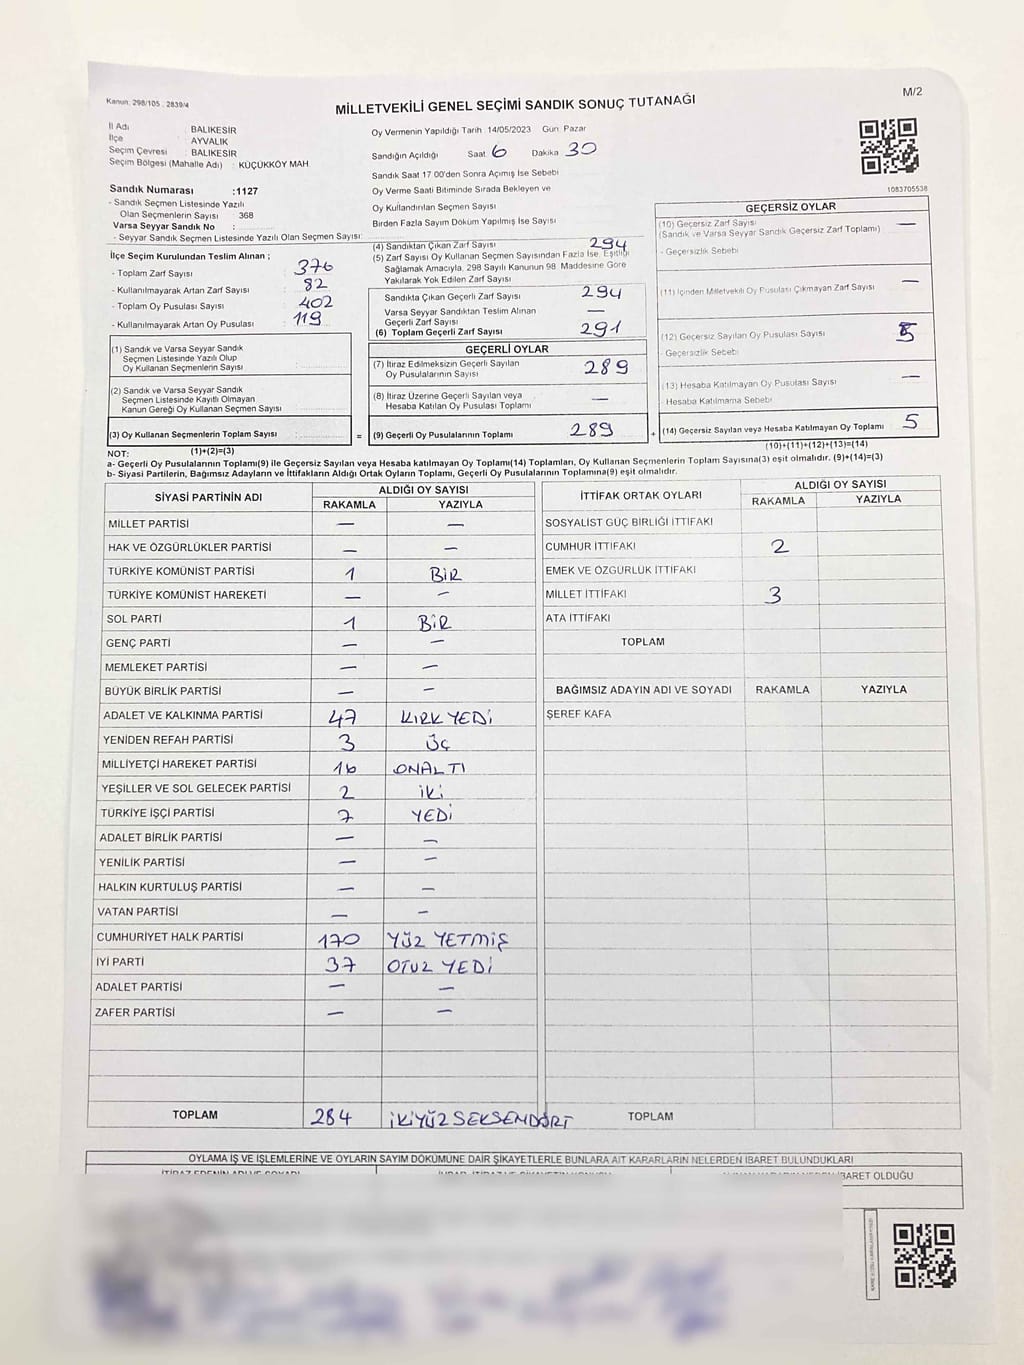 Kanun: 298/105 . 2839/4
MİLLETVEKİLİ GENEL SEÇİMİ SANDIK SONUÇ TUTANAĞI
M/2
İl Adı : BALIKESİR
İlçe : AYVALIK
Seçim Çevresi : BALIKESİR
Seçim Bölgesi (Mahalle Adı) : KÜÇÜKKÖY MAH.
Oy Vermenin Yapıldığı Tarih 14/05/2023 Gün Pazar
Sandığın Açıldığı Saat 6 Dakika 30
Sandık Saat 17.00'den Sonra Açılmış İse Sebebi
Oy Verme Saati Bitiminde Sırada Bekleyen ve
Oy Kullandırılan Seçmen Sayısı
Birden Fazla Sayım Döküm Yapılmış İse Sayısı
1083705538
Sandık Numarası :1127
- Sandık Seçmen Listesinde Yazılı
Olan Seçmenlerin Sayısı : 368
Varsa Seyyar Sandık No :
- Seyyar Sandık Seçmen Listesinde Yazılı Olan Seçmen Sayısı:
İlçe Seçim Kurulundan Teslim Alınan ;
- Toplam Zarf Sayısı : 376
- Kullanılmayarak Artan Zarf Sayısı : 82
- Toplam Oy Pusulası Sayısı : 402
- Kullanılmayarak Artan Oy Pusulası : 119
(1) Sandık ve Varsa Seyyar Sandık
Seçmen Listesinde Yazılı Olup
Oy Kullanan Seçmenlerin Sayısı :
(2) Sandık ve Varsa Seyyar Sandık
Seçmen Listesinde Kayıtlı Olmayan
Kanun Gereği Oy Kullanan Seçmen Sayısı :
(3) Oy Kullanan Seçmenlerin Toplam Sayısı : =
(4) Sandıktan Çıkan Zarf Sayısı 294
(5) Zarf Sayısı Oy Kullanan Seçmen Sayısından Fazla İse, Eşitliği
Sağlamak Amacıyla, 298 Sayılı Kanunun 98. Maddesine Göre
Yakılarak Yok Edilen Zarf Sayısı
Sandıkta Çıkan Geçerli Zarf Sayısı 294
Varsa Seyyar Sandıktan Teslim Alınan
Geçerli Zarf Sayısı —
(6) Toplam Geçerli Zarf Sayısı 291
GEÇERLİ OYLAR
(7) İtiraz Edilmeksizin Geçerli Sayılan
Oy Pusulalarının Sayısı 289
(8) İtiraz Üzerine Geçerli Sayılan veya
Hesaba Katılan Oy Pusulası Toplamı —
(9) Geçerli Oy Pusulalarının Toplamı 289 +
GEÇERSİZ OYLAR
(10) Geçersiz Zarf Sayısı —
(Sandık ve Varsa Seyyar Sandık Geçersiz Zarf Toplamı)
- Geçersizlik Sebebi
(11) İçinden Milletvekili Oy Pusulası Çıkmayan Zarf Sayısı —
(12) Geçersiz Sayılan Oy Pusulası Sayısı 5
- Geçersizlik Sebebi
(13) Hesaba Katılmayan Oy Pusulası Sayısı —
- Hesaba Katılmama Sebebi
(14) Geçersiz Sayılan veya Hesaba Katılmayan Oy Toplamı 5
NOT: (1)+(2)=(3) (10)+(11)+(12)+(13)=(14)
a- Geçerli Oy Pusulalarının Toplamı(9) ile Geçersiz Sayılan veya Hesaba katılmayan Oy Toplamı(14) Toplamları, Oy Kullanan Seçmenlerin Toplam Sayısına(3) eşit olmalıdır. (9)+(14)=(3)
b- Siyasi Partilerin, Bağımsız Adayların ve İttifakların Aldığı Ortak Oyların Toplamı, Geçerli Oy Pusulalarının Toplamına(9) eşit olmalıdır.
SİYASİ PARTİNİN ADI ALDIĞI OY SAYISI
RAKAMLA YAZIYLA
MİLLET PARTİSİ — —
HAK VE ÖZGÜRLÜKLER PARTİSİ — —
TÜRKİYE KOMÜNİST PARTİSİ 1 BİR
TÜRKİYE KOMÜNİST HAREKETİ — —
SOL PARTİ 1 BİR
GENÇ PARTİ — —
MEMLEKET PARTİSİ — —
BÜYÜK BİRLİK PARTİSİ — —
ADALET VE KALKINMA PARTİSİ 47 KIRK YEDİ
YENİDEN REFAH PARTİSİ 3 ÜÇ
MİLLİYETÇİ HAREKET PARTİSİ 16 ONALTI
YEŞİLLER VE SOL GELECEK PARTİSİ 2 İKİ
TÜRKİYE İŞÇİ PARTİSİ 7 YEDİ
ADALET BİRLİK PARTİSİ — —
YENİLİK PARTİSİ — —
HALKIN KURTULUŞ PARTİSİ — —
VATAN PARTİSİ — —
CUMHURİYET HALK PARTİSİ 170 YÜZ YETMİŞ
İYİ PARTİ 37 OTUZ YEDİ
ADALET PARTİSİ — —
ZAFER PARTİSİ — —
TOPLAM 284 İKİYÜZ SEKSENDÖRT
İTTİFAK ORTAK OYLARI ALDIĞI OY SAYISI
RAKAMLA YAZIYLA
SOSYALİST GÜÇ BİRLİĞİ İTTİFAKI
CUMHUR İTTİFAKI 2
EMEK VE ÖZGÜRLÜK İTTİFAKI
MİLLET İTTİFAKI 3
ATA İTTİFAKI
TOPLAM
BAĞIMSIZ ADAYIN ADI VE SOYADI RAKAMLA YAZIYLA
ŞEREF KAFA
TOPLAM
OYLAMA İŞ VE İŞLEMLERİNE VE OYLARIN SAYIM DÖKÜMÜNE DAİR ŞİKAYETLERLE BUNLARA AİT KARARLARIN NELERDEN İBARET BULUNDUKLARI
İTİRAZ EDENİN ADI VE SOYADI
İBARET OLDUĞU